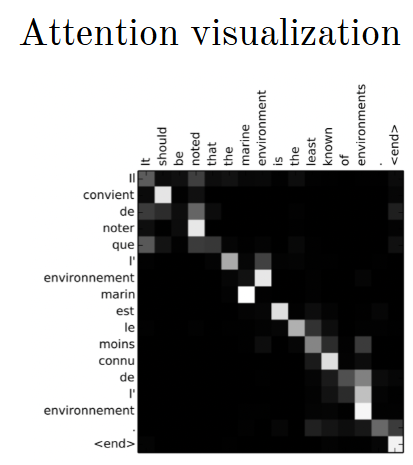 Attention visualization
It should be noted that the marine environment is the least known of environments . <end>
Il
convient
de
noter
que
l'
environnement
marin
est
le
moins
connu
de
l'
environnement
.
<end>